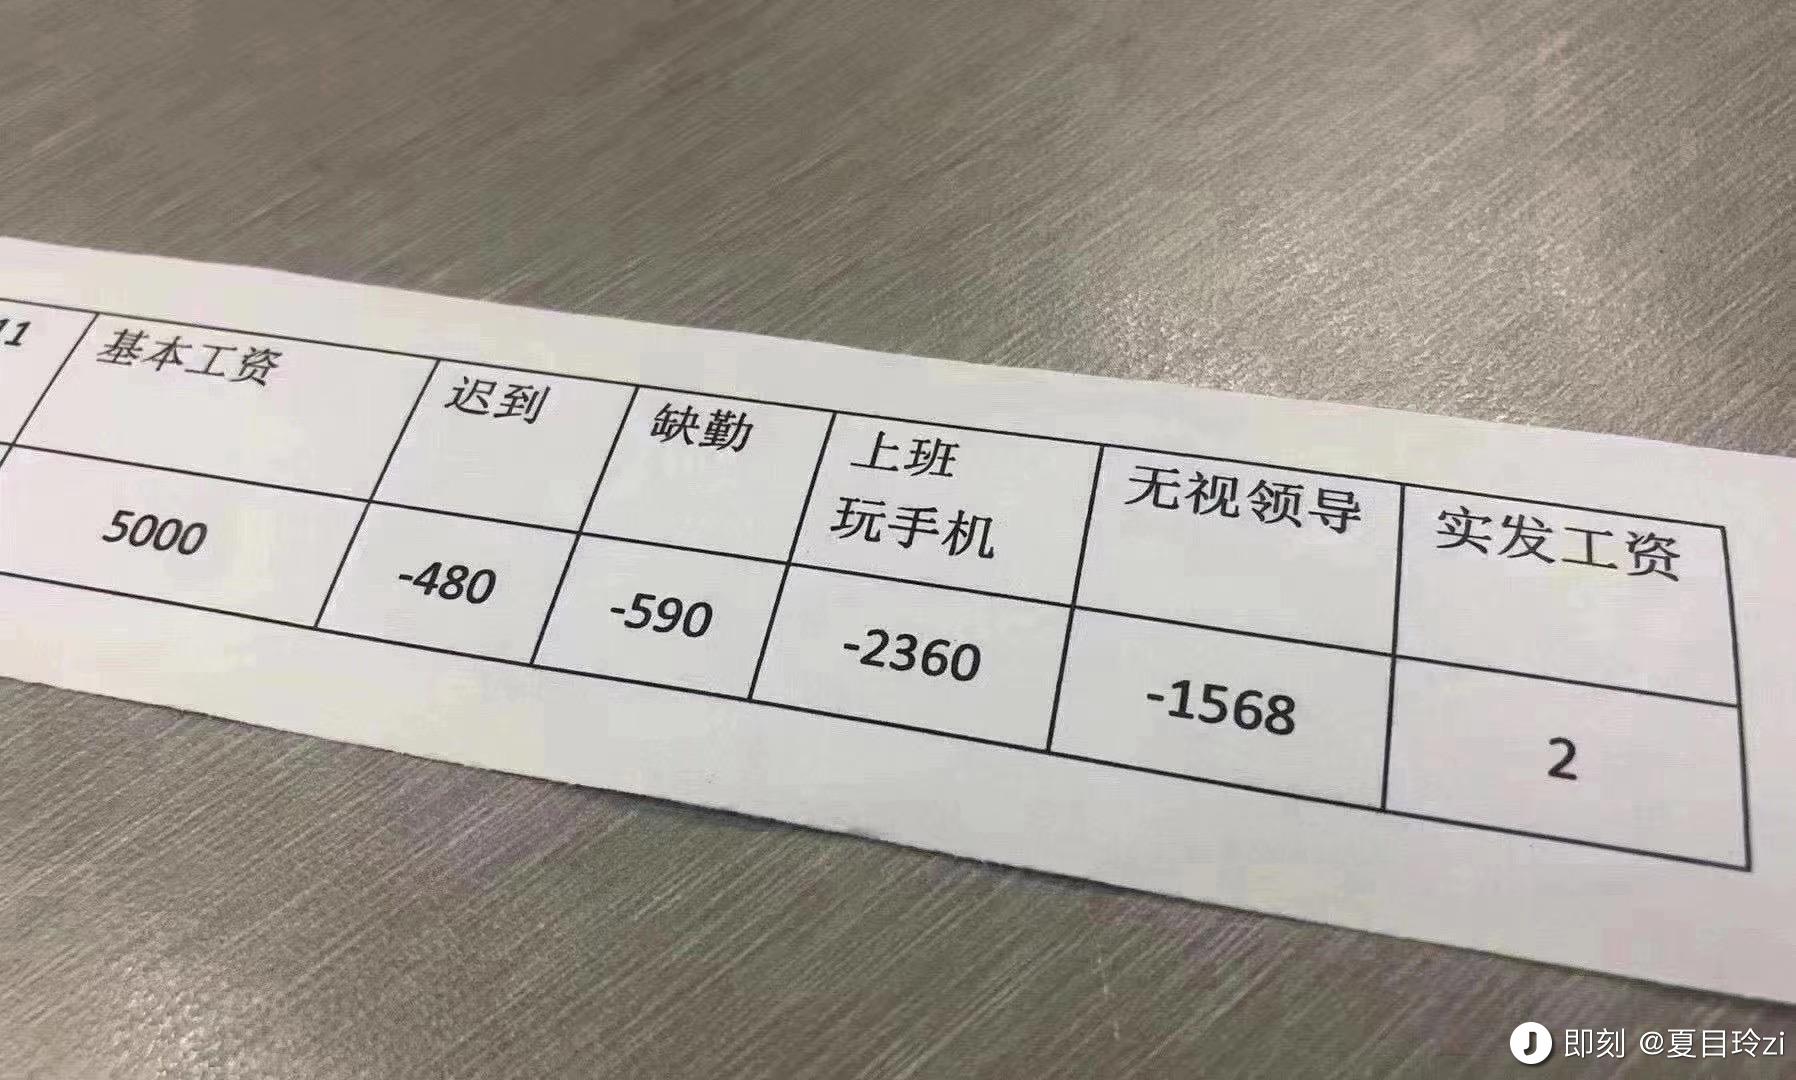 11
基本工资
迟到
缺勤
上班
玩手机
无视领导
实发工资
5000
-480
-590
-2360
-1568
2
即刻 @夏目玲zi